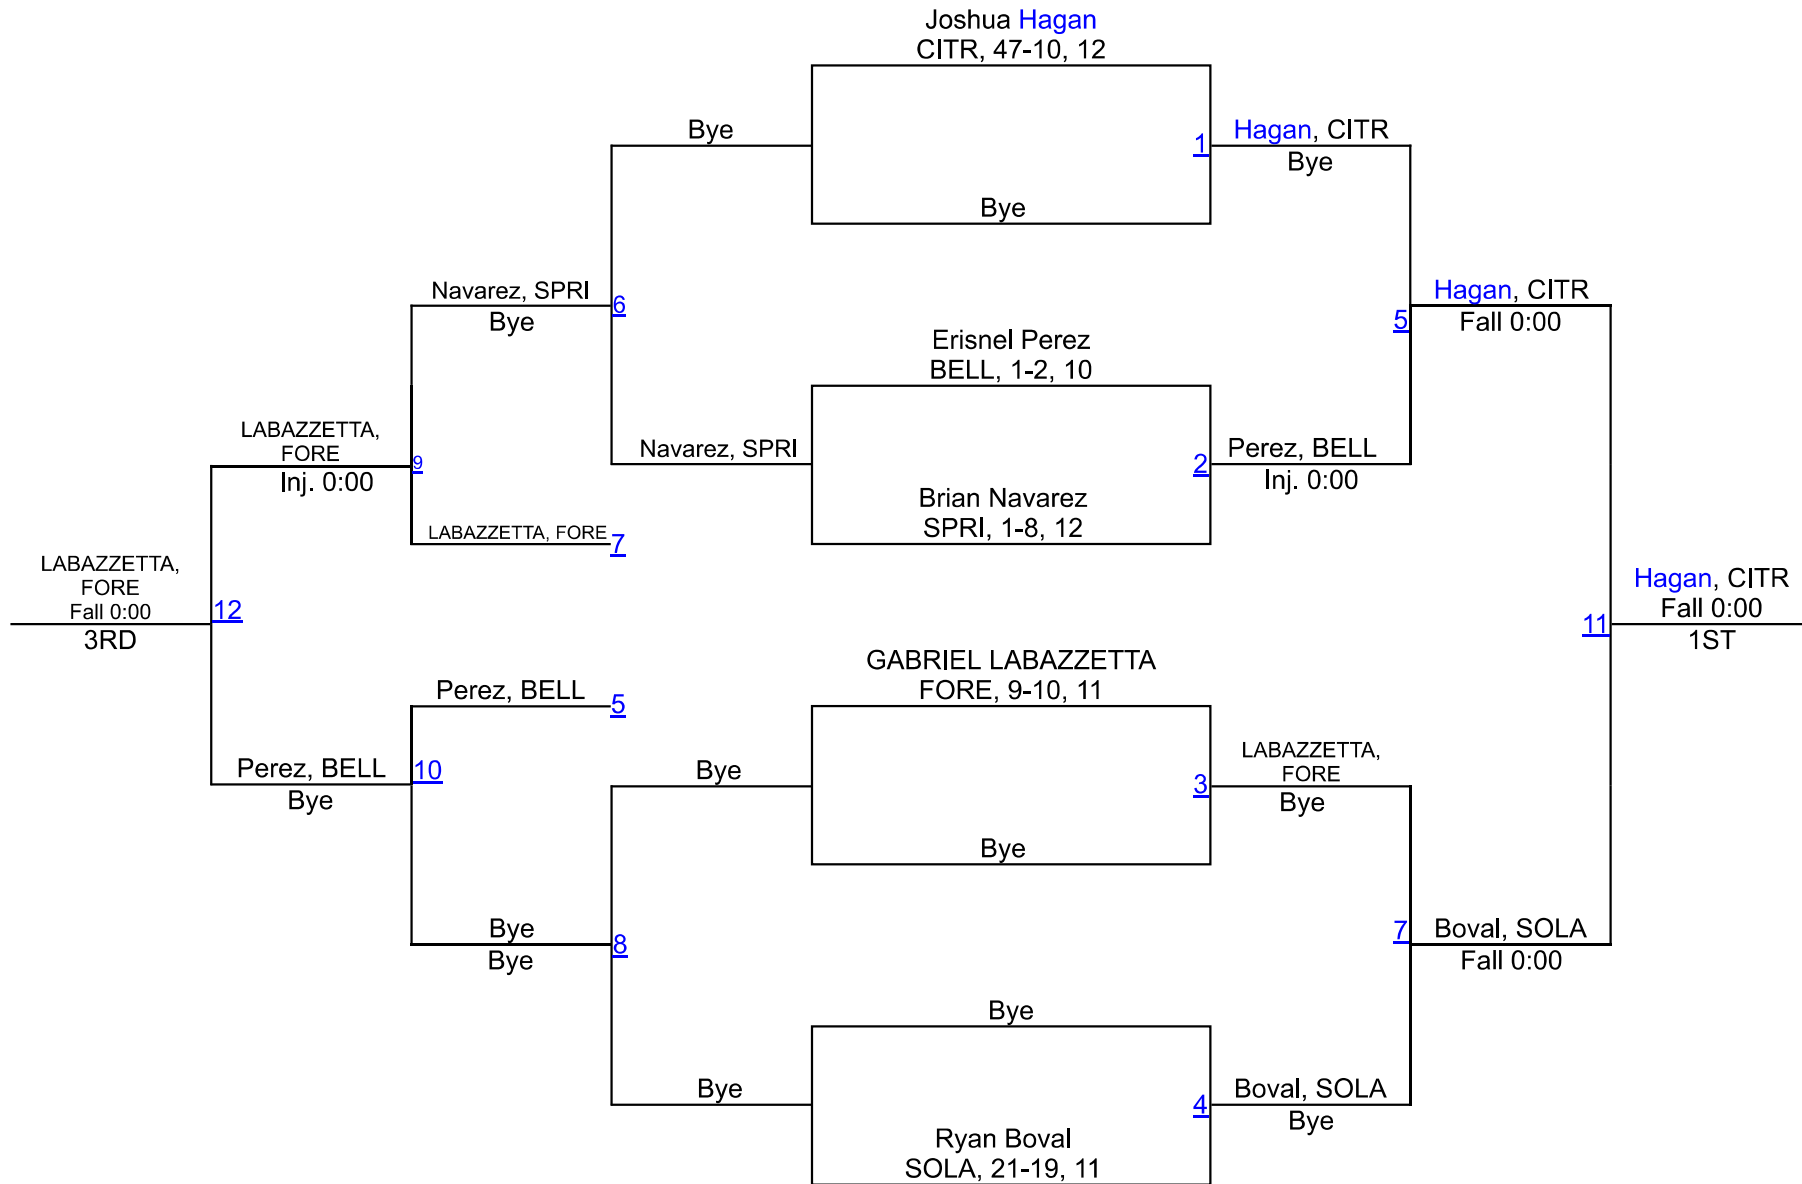 Joshua Hagan
CITR, 47-10, 12
Bye
1
Hagan, CITR
Bye
Bye
Navarez, SPRI
Bye
6
Hagan, CITR
Fall 0:00
5
Erisnel Perez
BELL, 1-2, 10
LABAZZETTA,
FORE
Inj. 0:00
9
Navarez, SPRI
2
Perez, BELL
Inj. 0:00
Brian Navarez
SPRI, 1-8, 12
LABAZZETTA, FORE
7
LABAZZETTA,
FORE
Fall 0:00
3RD
12
Hagan, CITR
Fall 0:00
1ST
11
GABRIEL LABAZZETTA
FORE, 9-10, 11
Perez, BELL
5
Perez, BELL
Bye
10
Bye
3
LABAZZETTA,
FORE
Bye
Bye
Bye
Bye
8
7
Boval, SOLA
Fall 0:00
Bye
Bye
4
Boval, SOLA
Bye
Ryan Boval
SOLA, 21-19, 11